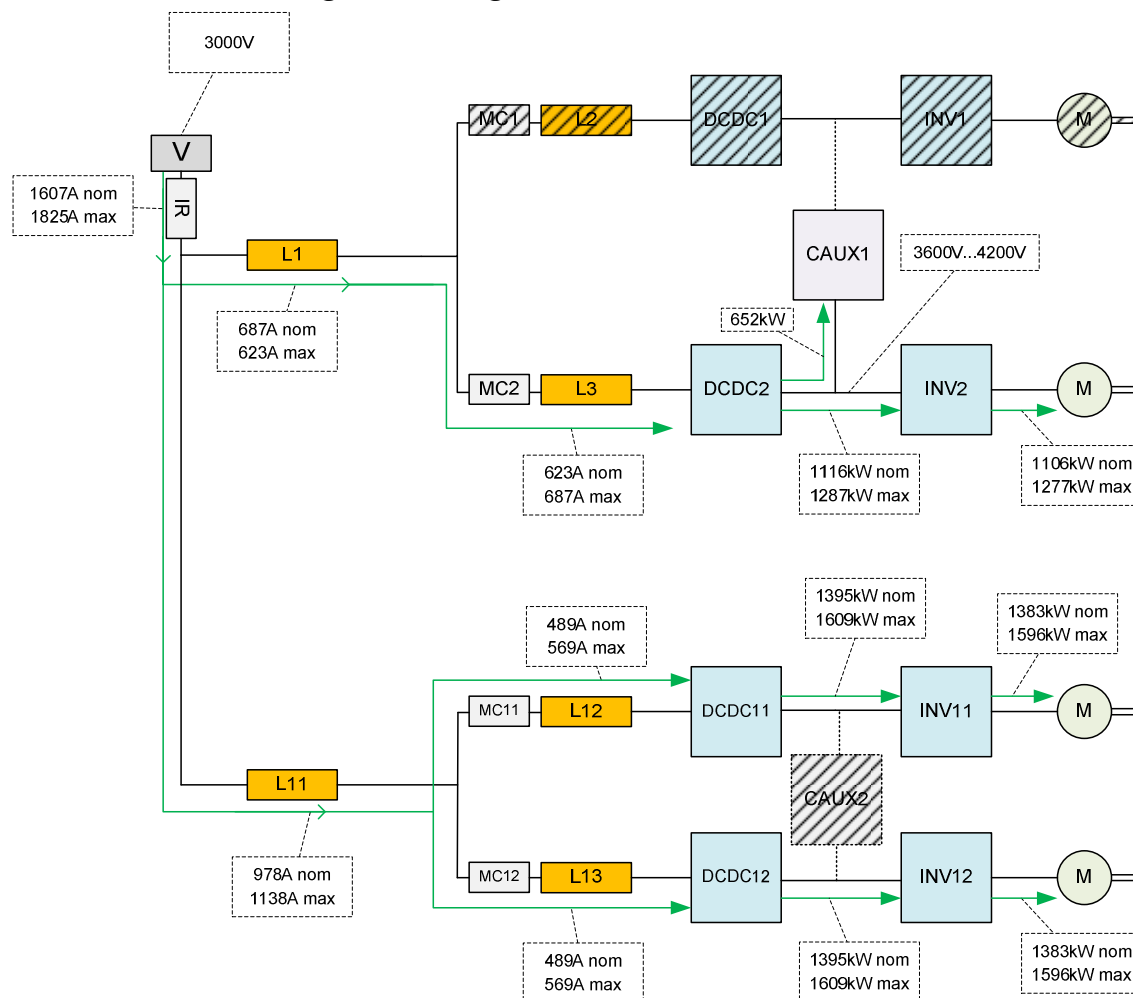 3000V
MC1
L2
DCDC1
INV1
M
V
1607A nom
1825A max
IR
L1
CAUX1
3600V...4200V
687A nom
623A max
652kW
MC2
L3
DCDC2
INV2
M
623A nom
687A max
1116kW nom
1287kW max
1106kW nom
1277kW max
489A nom
569A max
1395kW nom
1609kW max
1383kW nom
1596kW max
MC11
L12
DCDC11
INV11
M
L11
CAUX2
978A nom
1138A max
MC12
L13
DCDC12
INV12
M
489A nom
569A max
1395kW nom
1609kW max
1383kW nom
1596kW max